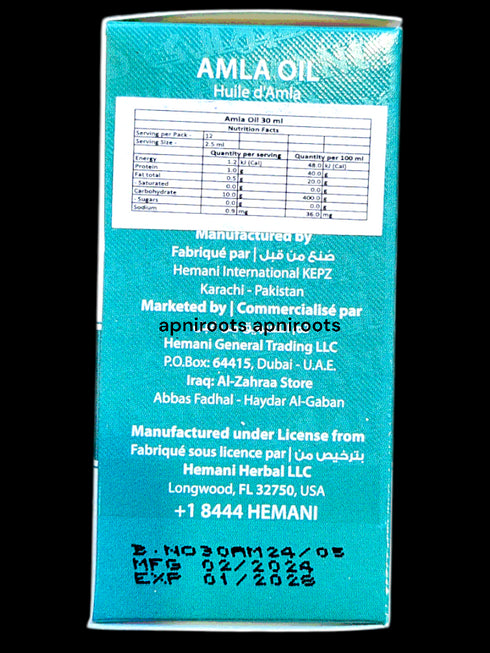 AMLA OIL
Huile d'Amla
Amla Oil 30 ml
Nutrition Facts
Serving per Pack - 12
Serving Size - 2.5 ml
Quantity per serving Quantity per 100 ml
Energy 1.2 kJ (Cal) 48.0 kJ (Cal)
Protein 1.0 g 40.0 g
Fat total 0.5 g 20.0 g
- Saturated 0.0 g 0.0 g
Carbohydrate 10.0 g 400.0 g
- Sugars 0.0 g 0.0 g
Sodium 0.9 mg 36.0 mg
Manufactured by
Fabriqué par | صنع من قبل
Hemani International KEPZ
Karachi - Pakistan
Marketed by | Commercialisé par
apniroots apniroots
Hemani General Trading LLC
P.O.Box: 64415, Dubai - U.A.E.
Iraq: Al-Zahraa Store
Abbas Fadhal - Haydar Al-Gaban
Manufactured under License from
Fabriqué sous licence par | بترخيص من
Hemani Herbal LLC
Longwood, FL 32750, USA
+1 8444 HEMANI
B.NO30AM24/05
MFG 02/2024
EXP 01/2028